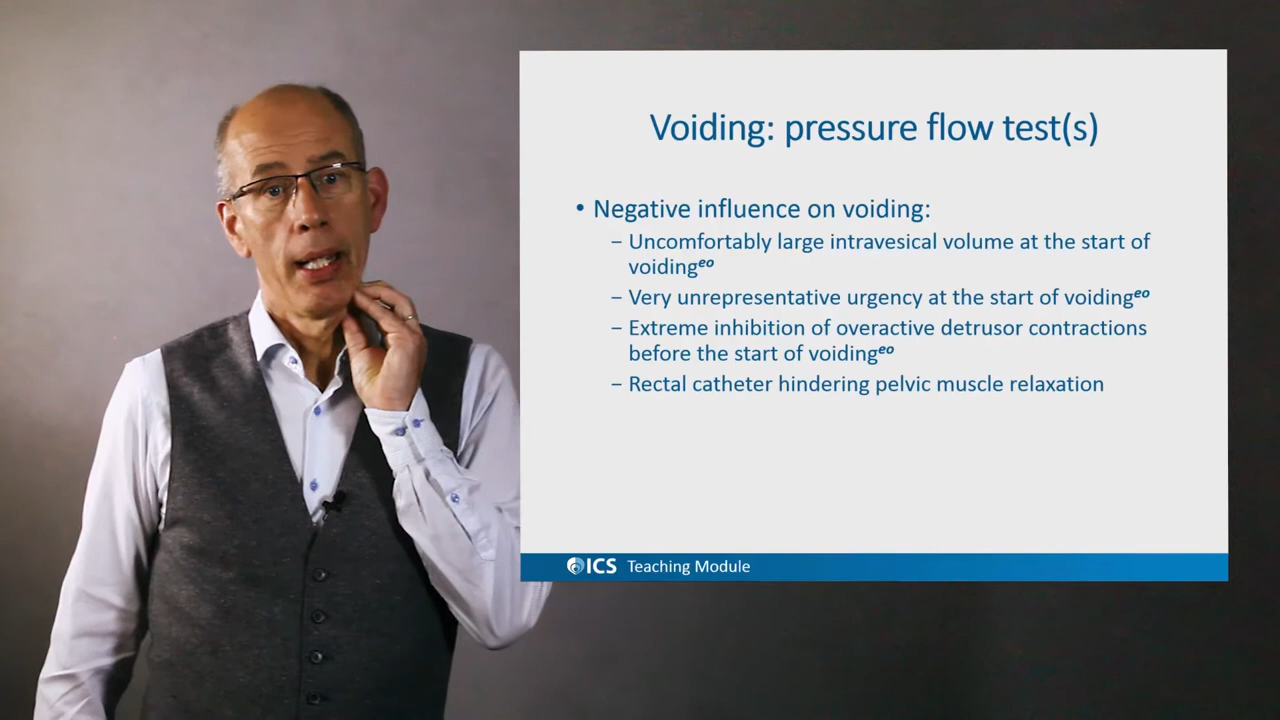 Voiding: pressure flow test(s)
• Negative influence on voiding:
– Uncomfortably large intravesical volume at the start of
voidingᵉᵒ
– Very unrepresentative urgency at the start of voidingᵉᵒ
– Extreme inhibition of overactive detrusor contractions
before the start of voidingᵉᵒ
– Rectal catheter hindering pelvic muscle relaxation
ICS Teaching Module